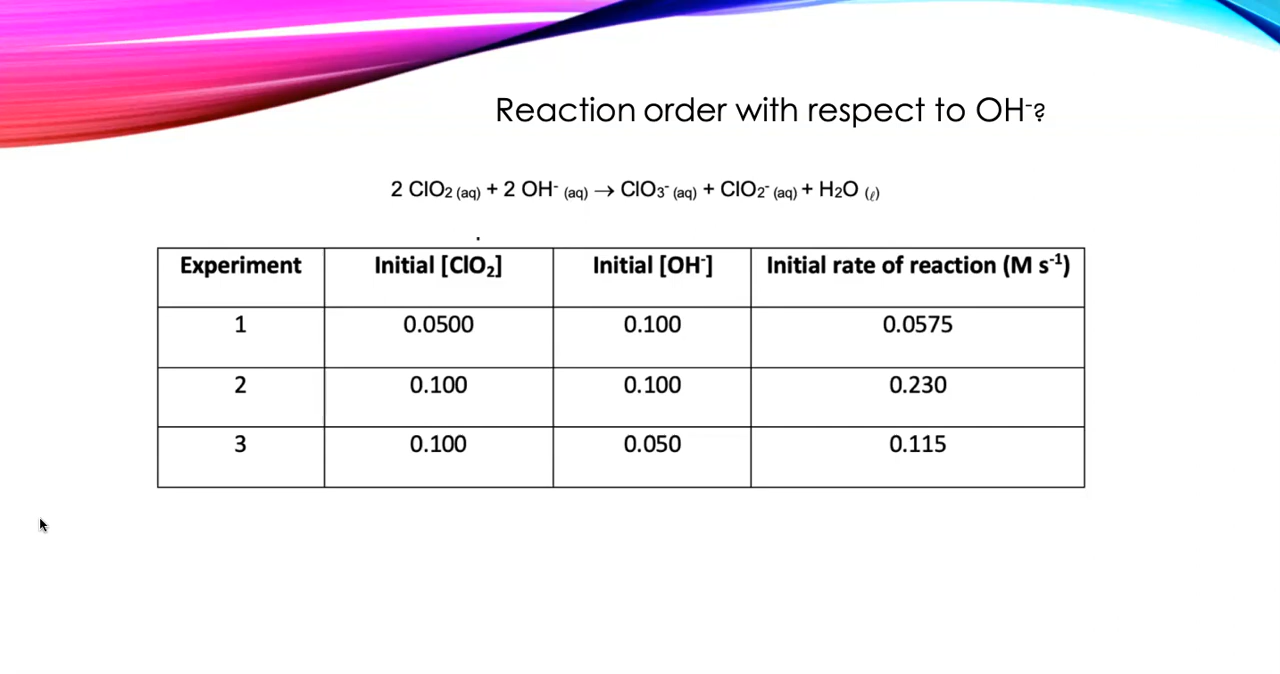 Reaction order with respect to OH⁻?
2 ClO₂ (aq) + 2 OH⁻ (aq) → ClO₃⁻ (aq) + ClO₂⁻ (aq) + H₂O (ℓ)
Experiment Initial [ClO₂] Initial [OH⁻] Initial rate of reaction (M s⁻¹)
1 0.0500 0.100 0.0575
2 0.100 0.100 0.230
3 0.100 0.050 0.115